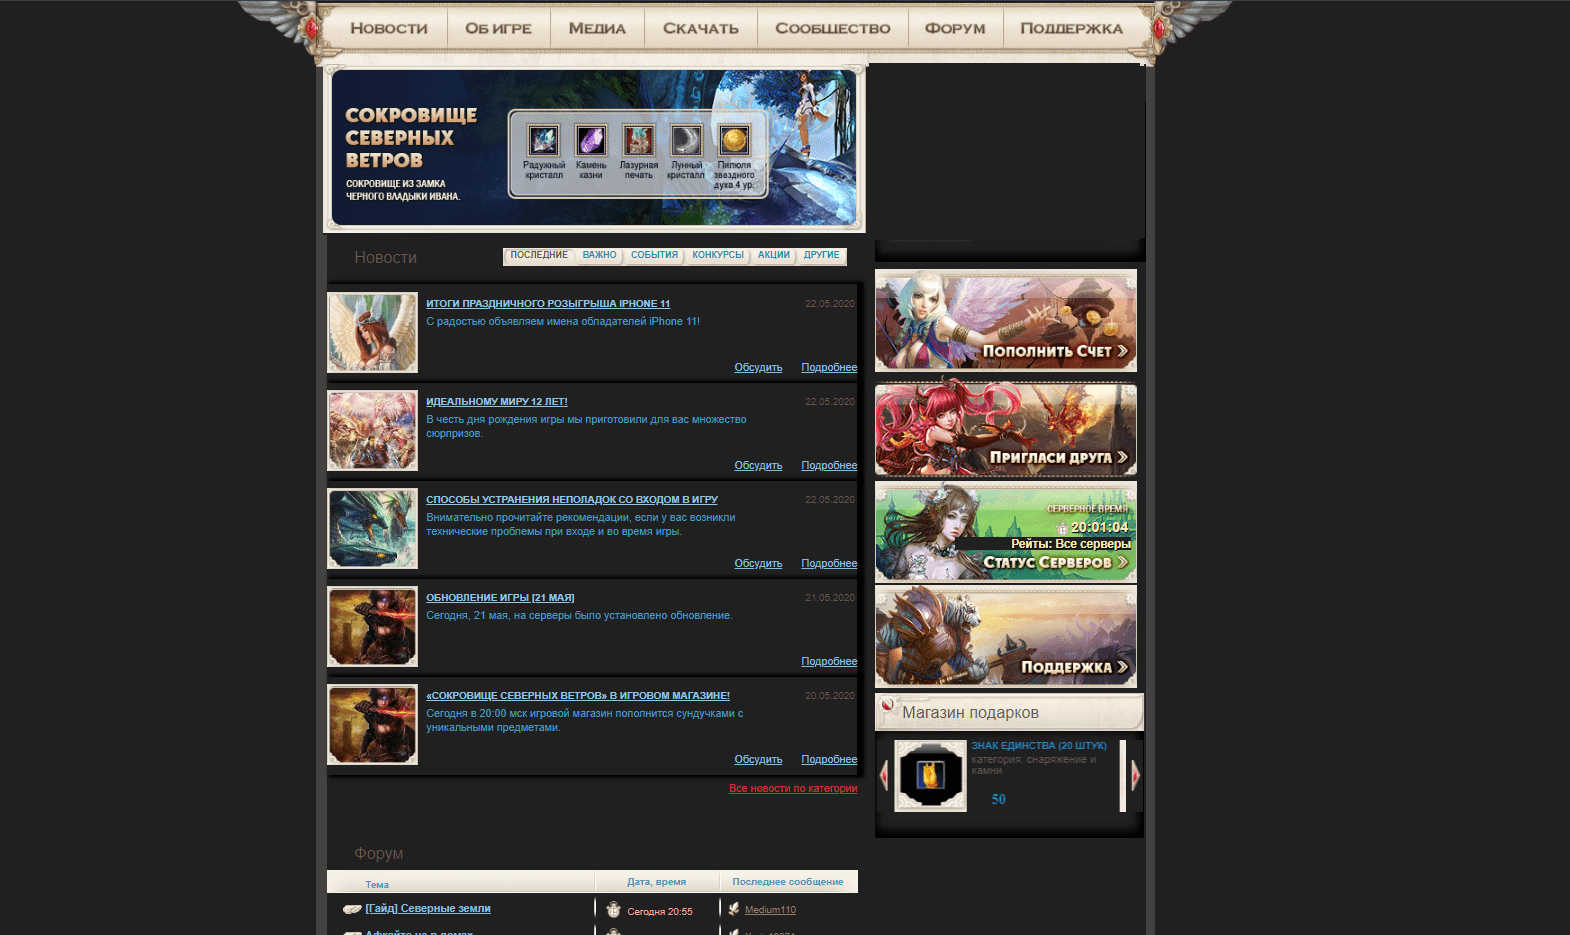 Новости Об игре Медиа Скачать Сообщество Форум Поддержка
СОКРОВИЩЕ
СЕВЕРНЫХ
ВЕТРОВ
СОКРОВИЩЕ ИЗ ЗАМКА
ЧЕРНОГО ВЛАДЫКИ ИВАНА.
Радужный кристалл
Камень казни
Лазурная печать
Лунный кристалл
Пилюля звездного духа 4 ур.
Новости
ПОСЛЕДНИЕ ВАЖНО СОБЫТИЯ КОНКУРСЫ АКЦИИ ДРУГИЕ
ИТОГИ ПРАЗДНИЧНОГО РОЗЫГРЫША IPHONE 11 22.05.2020
С радостью объявляем имена обладателей iPhone 11!
Обсудить Подробнее
ИДЕАЛЬНОМУ МИРУ 12 ЛЕТ! 22.05.2020
В честь дня рождения игры мы приготовили для вас множество
сюрпризов.
Обсудить Подробнее
СПОСОБЫ УСТРАНЕНИЯ НЕПОЛАДОК СО ВХОДОМ В ИГРУ 22.05.2020
Внимательно прочитайте рекомендации, если у вас возникли
технические проблемы при входе и во время игры.
Обсудить Подробнее
ОБНОВЛЕНИЕ ИГРЫ [21 МАЯ] 21.05.2020
Сегодня, 21 мая, на серверы было установлено обновление.
Подробнее
«СОКРОВИЩЕ СЕВЕРНЫХ ВЕТРОВ» В ИГРОВОМ МАГАЗИНЕ! 20.05.2020
Сегодня в 20:00 мск игровой магазин пополнится сундучками с
уникальными предметами.
Обсудить Подробнее
Все новости по категории
Форум
Тема Дата, время Последнее сообщение
[Гайд] Северные земли Сегодня 20:55 Medium110
Пополнить Счет
Пригласи друга
СЕРВЕРНОЕ ВРЕМЯ
20:01:04
Рейты: Все серверы
Статус Серверов
Поддержка
Магазин подарков
ЗНАК ЕДИНСТВА (20 ШТУК)
категория: снаряжение и
камни
50